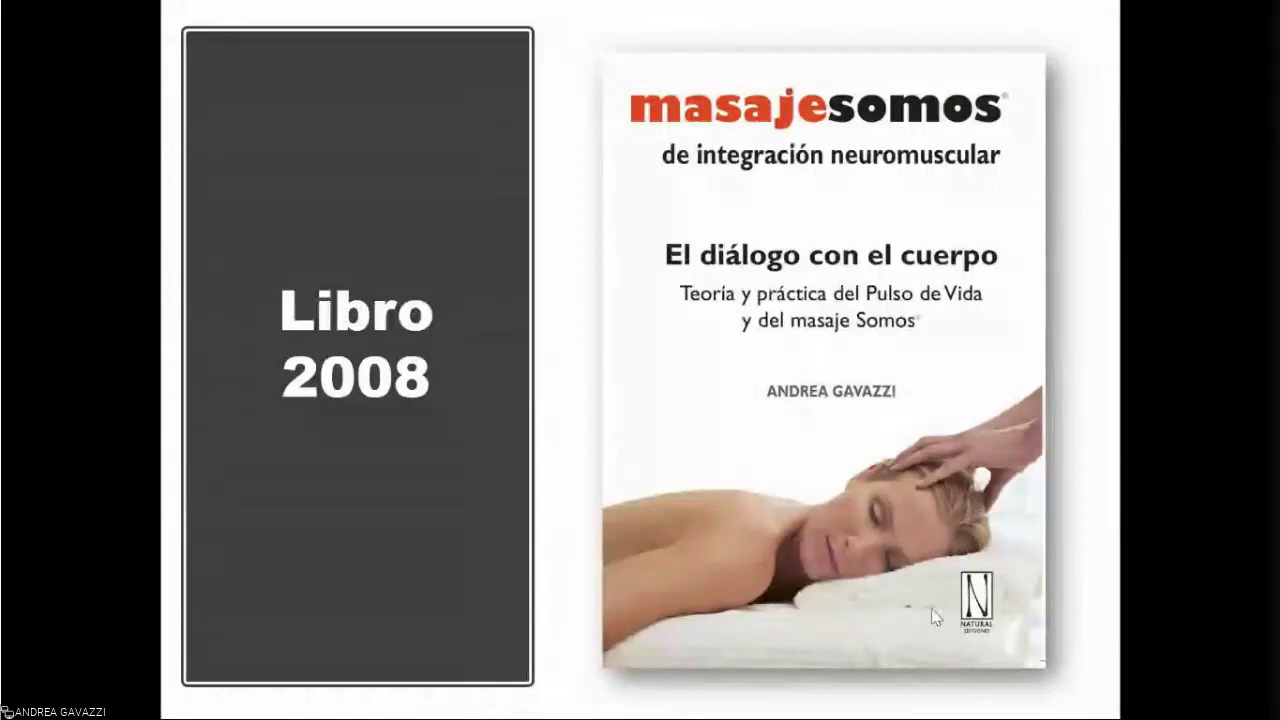 Libro
2008
masajesomos®
de integración neuromuscular
El diálogo con el cuerpo
Teoría y práctica del Pulso de Vida
y del masaje Somos®
ANDREA GAVAZZI
N
NATURAL
EDICIONES
ANDREA GAVAZZI